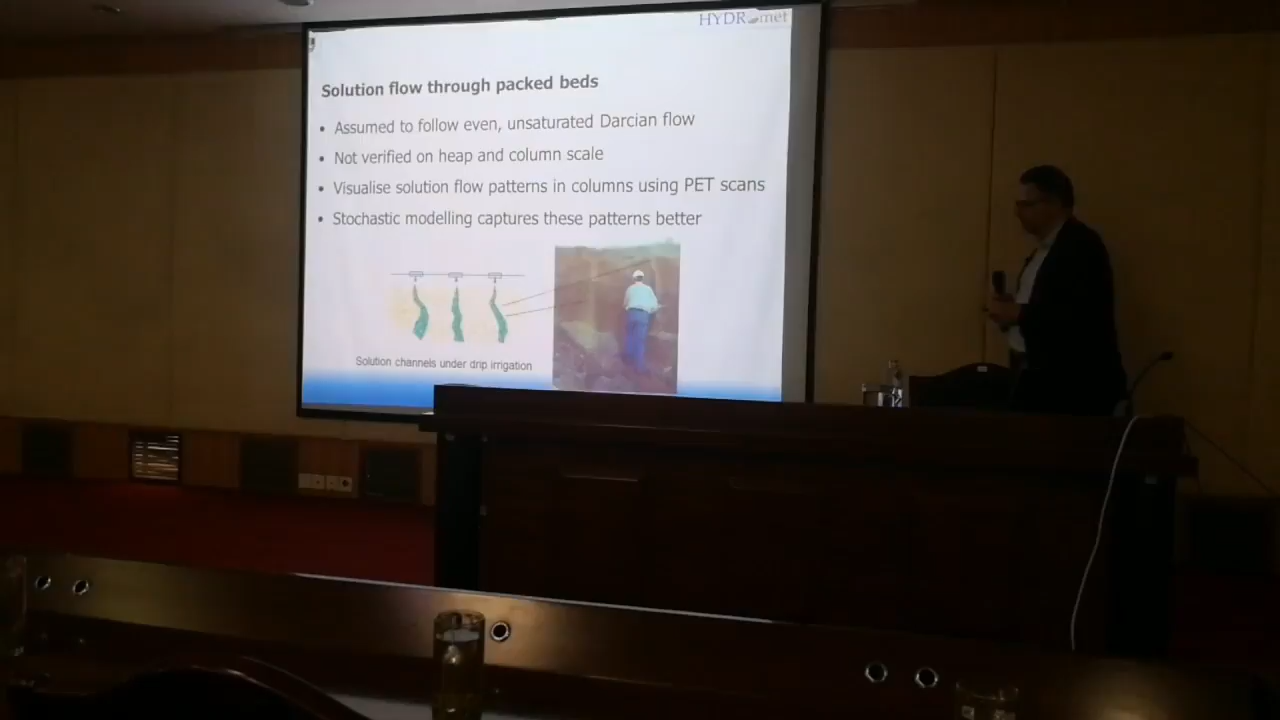 HYDROmet
Solution flow through packed beds
• Assumed to follow even, unsaturated Darcian flow
• Not verified on heap and column scale
• Visualise solution flow patterns in columns using PET scans
• Stochastic modelling captures these patterns better
Solution channels under drip irrigation